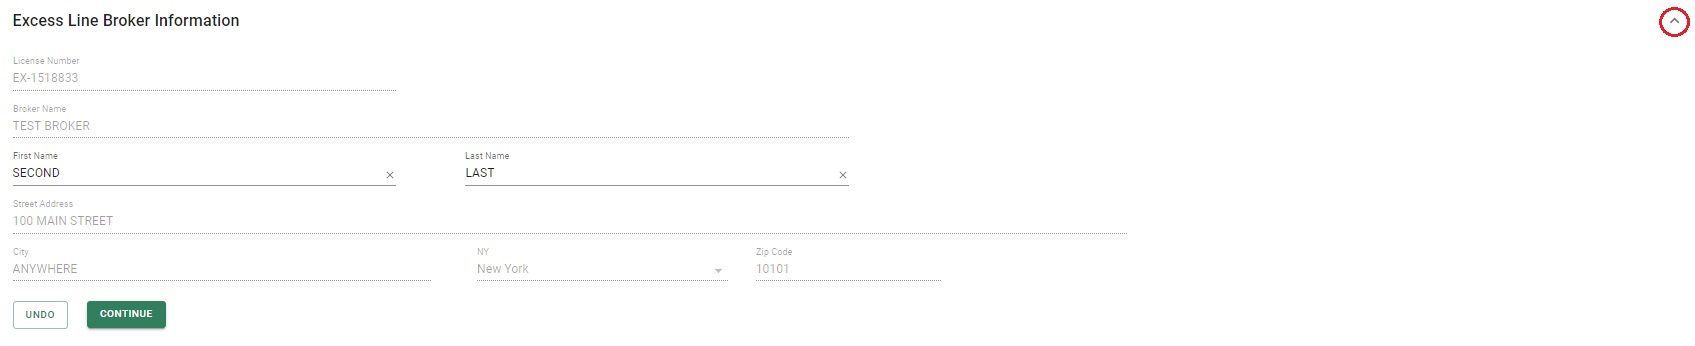 Excess Line Broker Information
License Number
EX-1518833
Broker Name
TEST BROKER
First Name
Last Name
SECOND
LAST
Street Address
100 MAIN STREET
City
NY
Zip Code
ANYWHERE
New York
10101
UNDO
CONTINUE